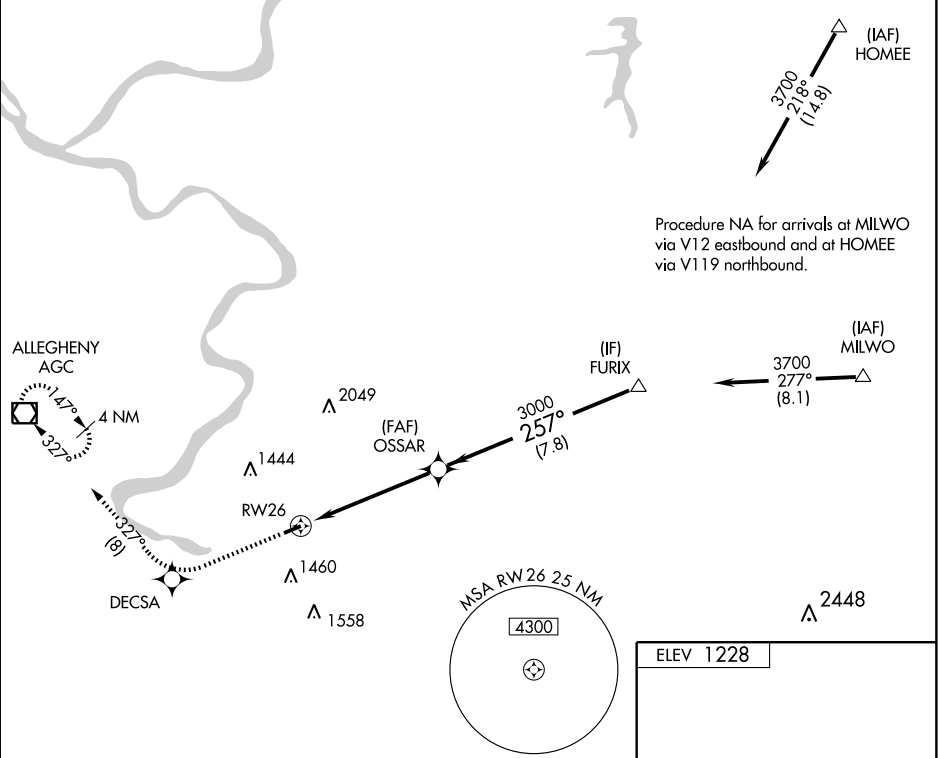 (IAF)
HOMEE
3700
218°
(14.8)
Procedure NA for arrivals at MILWO
via V12 eastbound and at HOMEE
via V119 northbound.
(IAF)
MILWO
3700
277°
(8.1)
(IF)
FURIX
3000
257°
(7.8)
(FAF)
OSSAR
ALLEGHENY
AGC
147°
4 NM
327°
2049
1444
RW26
327°
(8)
DECSA
1460
1558
MSA RW26 25 NM
4300
2448
ELEV 1228